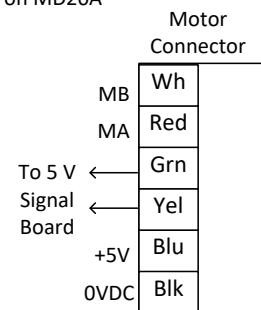 on MD20A
Motor
Connector
MB Wh
MA Red
To 5 V Grn
Signal Yel
Board
+5V Blu
0VDC Blk